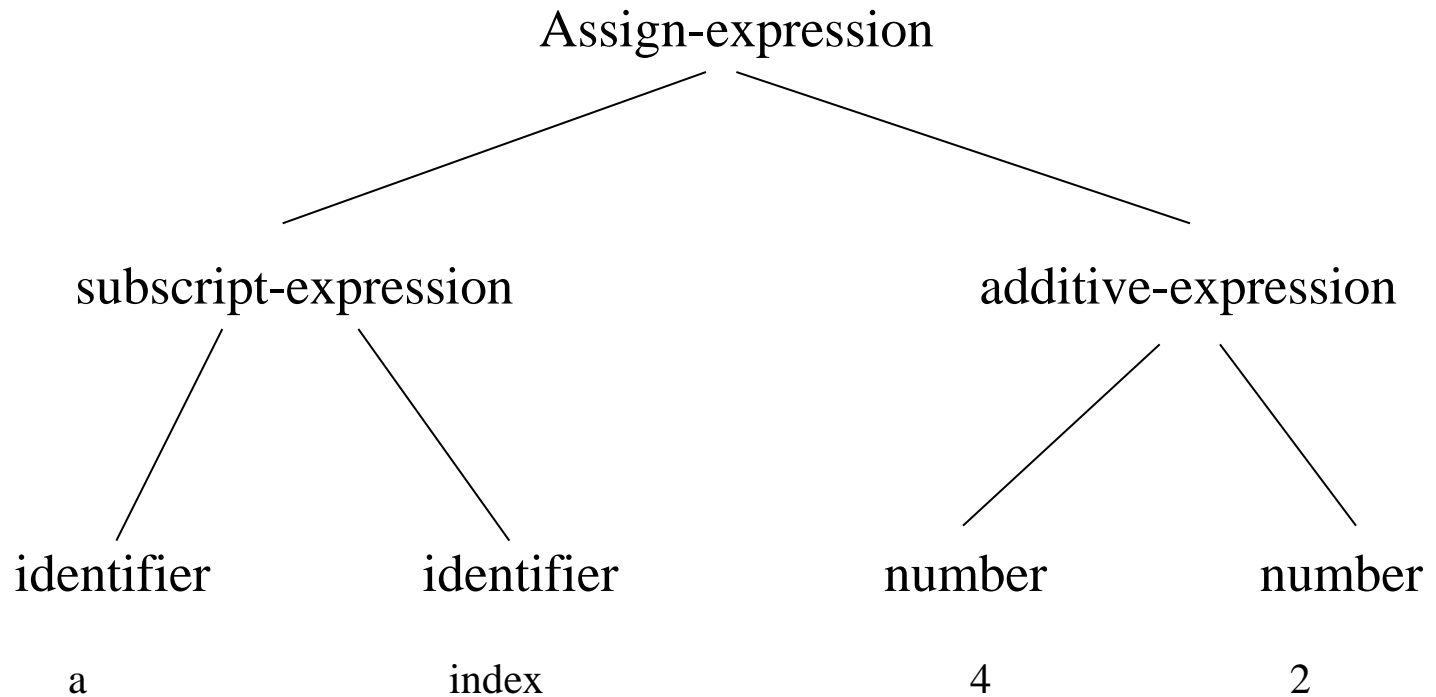 Assign-expression
subscript-expression additive-expression
identifier identifier number number
a index 4 2